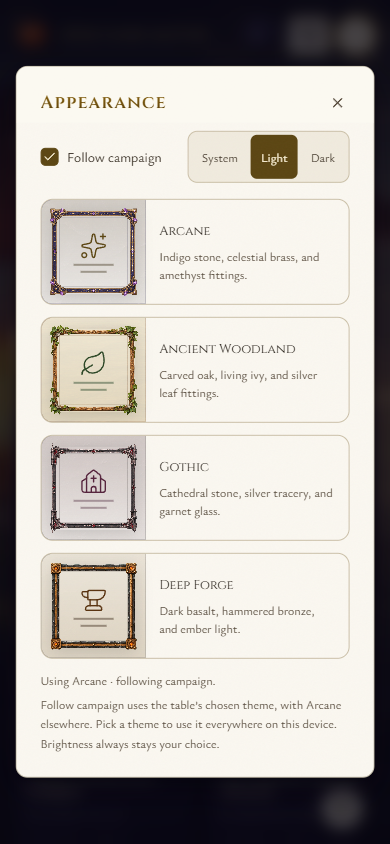 Appearance
Follow campaign
System
Light
Dark
Arcane
Indigo stone, celestial brass, and
amethyst fittings.
Ancient Woodland
Carved oak, living ivy, and silver
leaf fittings.
Gothic
Cathedral stone, silver tracery, and
garnet glass.
Deep Forge
Dark basalt, hammered bronze,
and ember light.
Using Arcane · following campaign.
Follow campaign uses the table's chosen theme, with Arcane
elsewhere. Pick a theme to use it everywhere on this device.
Brightness always stays your choice.